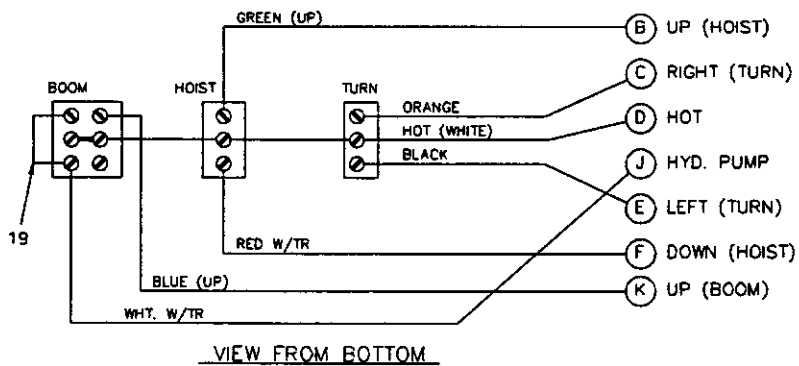 GREEN (UP)
B UP (HOIST)
BOOM HOIST TURN
C RIGHT (TURN)
ORANGE
D HOT
HOT (WHITE)
BLACK
J HYD. PUMP
E LEFT (TURN)
19
RED W/TR
F DOWN (HOIST)
BLUE (UP)
K UP (BOOM)
WHT. W/TR
VIEW FROM BOTTOM